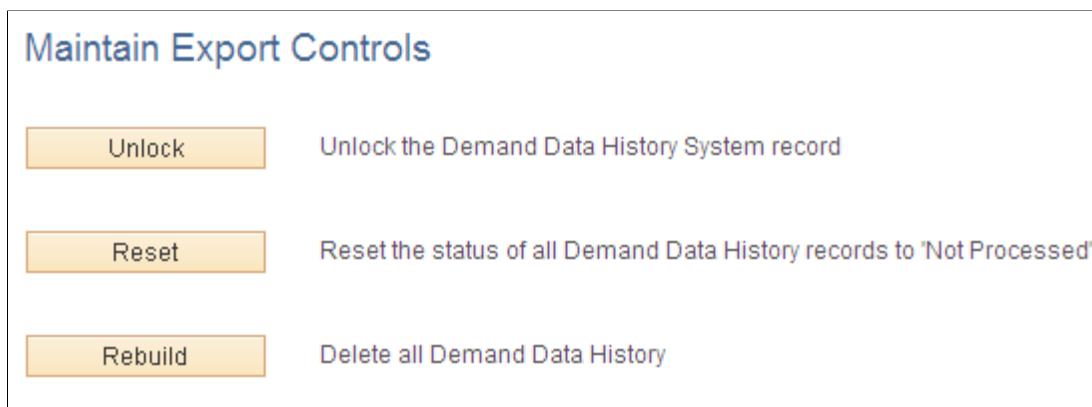 Maintain Export Controls
Unlock Unlock the Demand Data History System record
Reset Reset the status of all Demand Data History records to 'Not Processed'
Rebuild Delete all Demand Data History